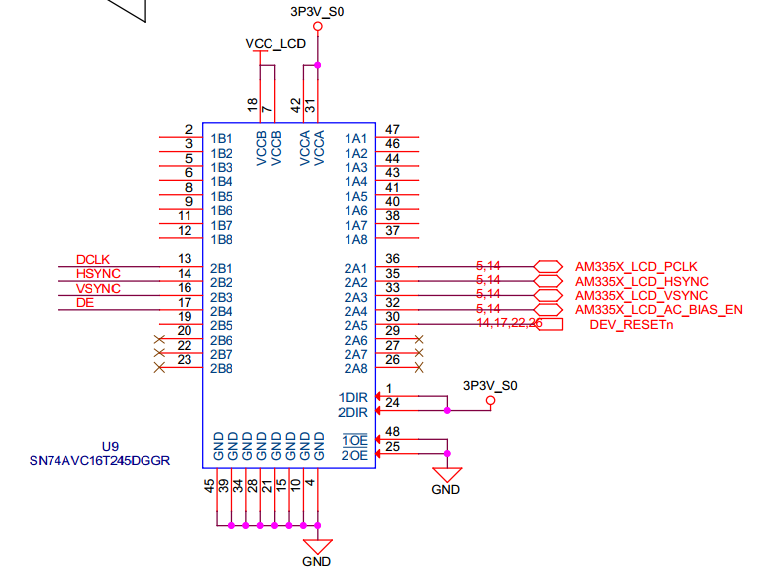 3P3V_S0
VCC_LCD
18 7 42 31
VCCB VCCB VCCA VCCA
2 1B1 1A1 47
3 1B2 1A2 46
5 1B3 1A3 44
6 1B4 1A4 43
8 1B5 1A5 41
9 1B6 1A6 40
11 1B7 1A7 38
12 1B8 1A8 37
DCLK 13 2B1 2A1 36 5,14 AM335X_LCD_PCLK
HSYNC 14 2B2 2A2 35 5,14 AM335X_LCD_HSYNC
VSYNC 16 2B3 2A3 33 5,14 AM335X_LCD_VSYNC
DE 17 2B4 2A4 32 5,14 AM335X_LCD_AC_BIAS_EN
19 2B5 2A5 30 14,17,22,26 DEV_RESETn
20 2B6 2A6 29
22 2B7 2A7 27
23 2B8 2A8 26
3P3V_S0
1DIR 1
2DIR 24
1OE 48
2OE 25
GND
GND GND GND GND GND GND GND GND
U9
SN74AVC16T245DGGR
45 39 34 28 21 15 10 4
GND